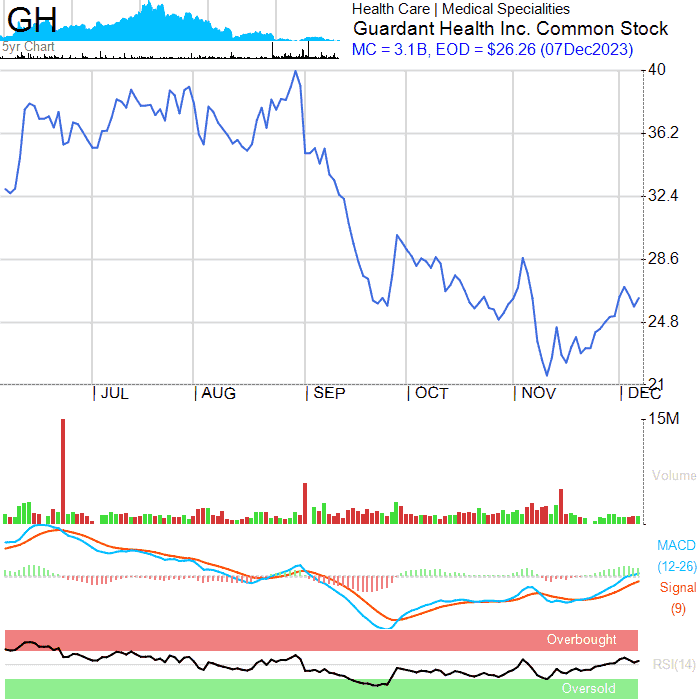 GH
5yr Chart
Health Care | Medical Specialities
Guardant Health Inc. Common Stock
MC = 3.1B, EOD = $26.26 (07Dec2023)
40
36.2
32.4
28.6
24.8
21
JUL AUG SEP OCT NOV DEC
15M
Volume
MACD
(12-26)
Signal
(9)
Overbought
RSI(14)
Oversold